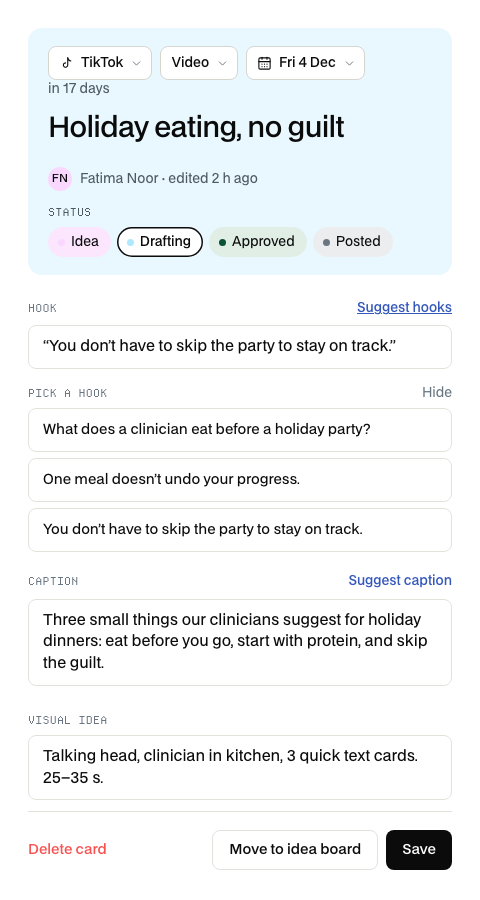 TikTok Video Fri 4 Dec
in 17 days
Holiday eating, no guilt
FN Fatima Noor · edited 2 h ago
STATUS
Idea Drafting Approved Posted
HOOK Suggest hooks
“You don’t have to skip the party to stay on track.”
PICK A HOOK Hide
What does a clinician eat before a holiday party?
One meal doesn’t undo your progress.
You don’t have to skip the party to stay on track.
CAPTION Suggest caption
Three small things our clinicians suggest for holiday
dinners: eat before you go, start with protein, and skip
the guilt.
VISUAL IDEA
Talking head, clinician in kitchen, 3 quick text cards.
25–35 s.
Delete card Move to idea board Save